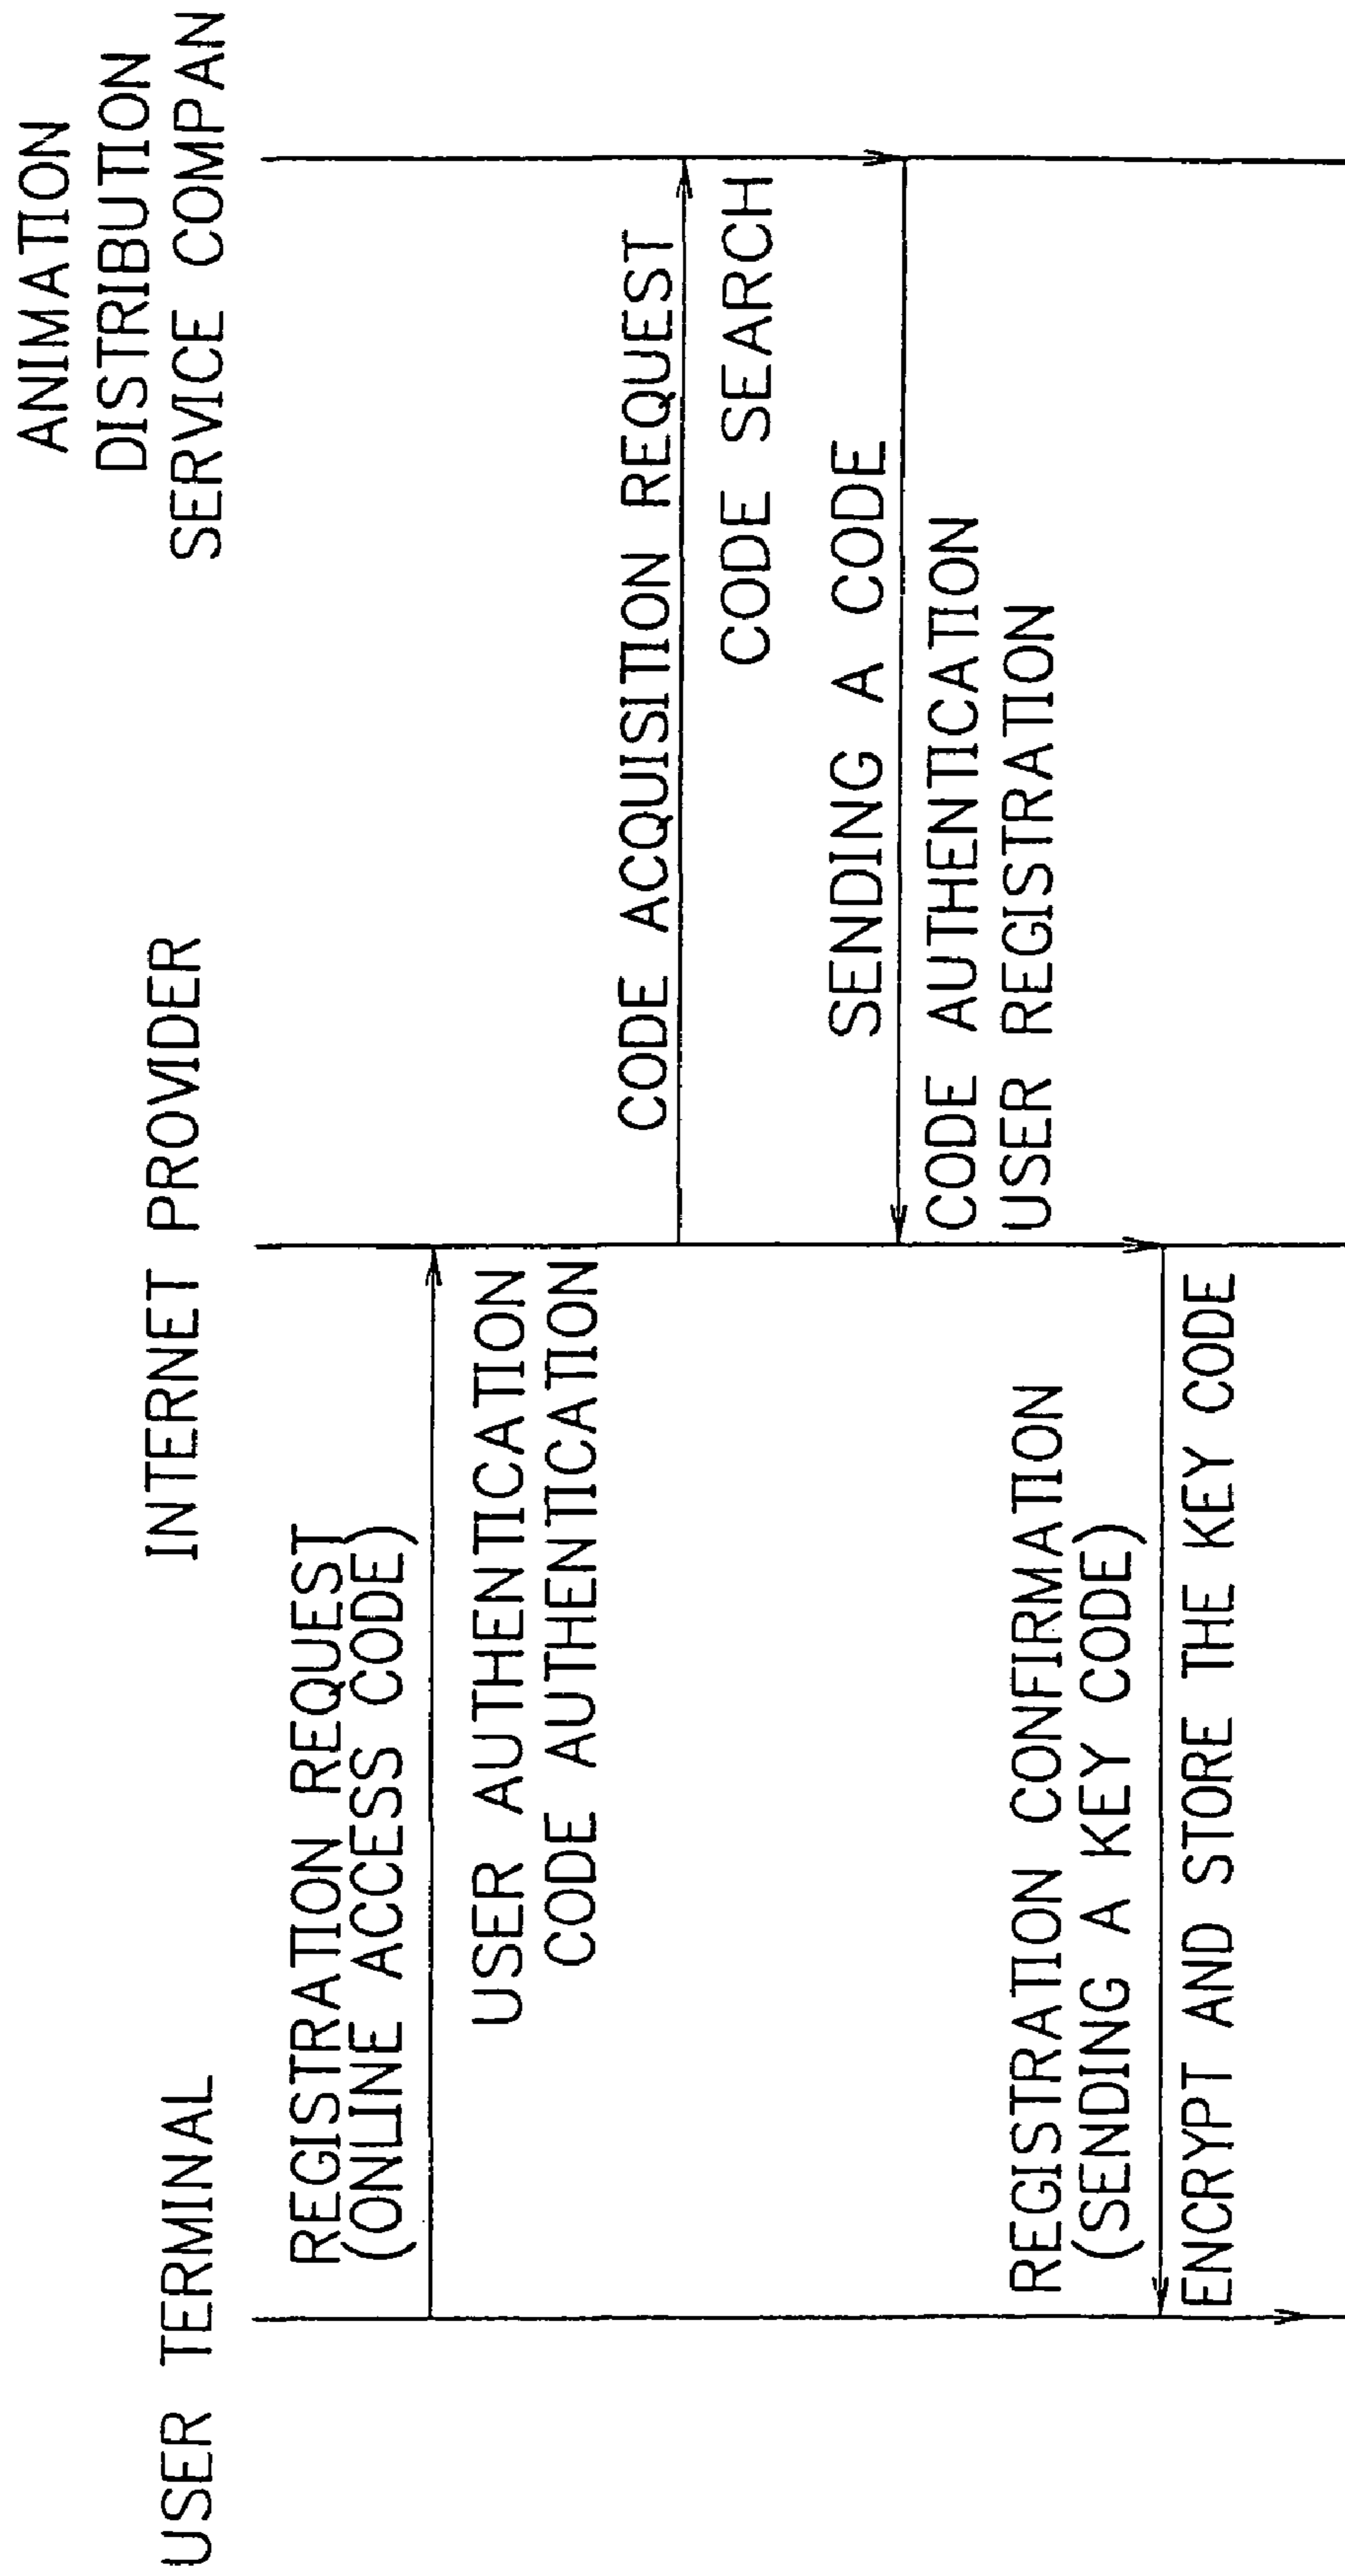 USER TERMINAL
INTERNET PROVIDER
ANIMATION
DISTRIBUTION
SERVICE COMPAN
REGISTRATION REQUEST
(ONLINE ACCESS CODE)
USER AUTHENTICATION
CODE AUTHENTICATION
CODE ACQUISITION REQUEST
CODE SEARCH
SENDING A CODE
CODE AUTHENTICATION
USER REGISTRATION
REGISTRATION CONFIRMATION
(SENDING A KEY CODE)
ENCRYPT AND STORE THE KEY CODE